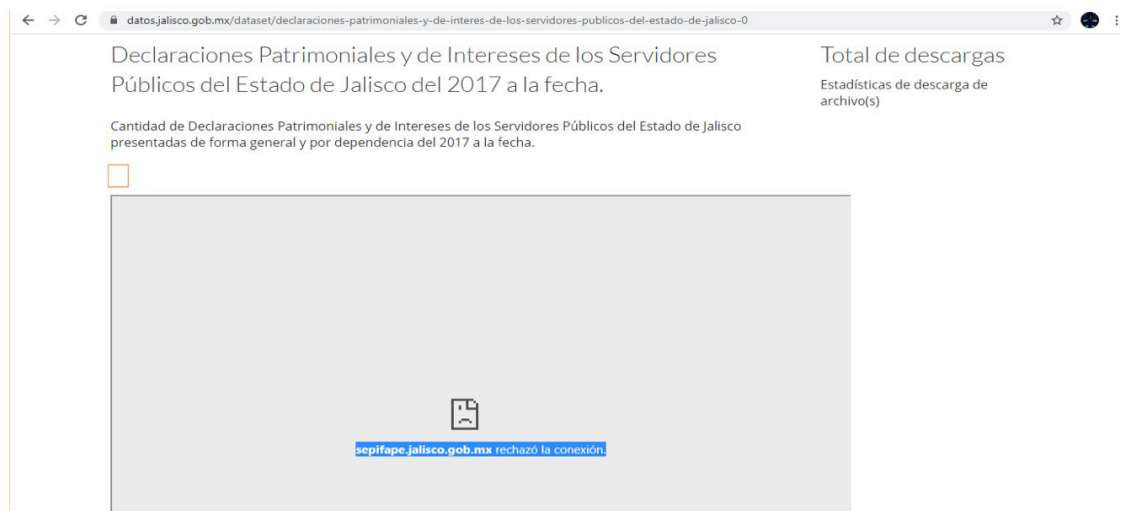 datos.jalisco.gob.mx/dataset/declaraciones-patrimoniales-y-de-interes-de-los-servidores-publicos-del-estado-de-jalisco-0
Declaraciones Patrimoniales y de Intereses de los Servidores
Públicos del Estado de Jalisco del 2017 a la fecha.
Cantidad de Declaraciones Patrimoniales y de Intereses de los Servidores Públicos del Estado de Jalisco
presentadas de forma general y por dependencia del 2017 a la fecha.
sepifape.jalisco.gob.mx rechazó la conexión.
Total de descargas
Estadísticas de descarga de
archivo(s)